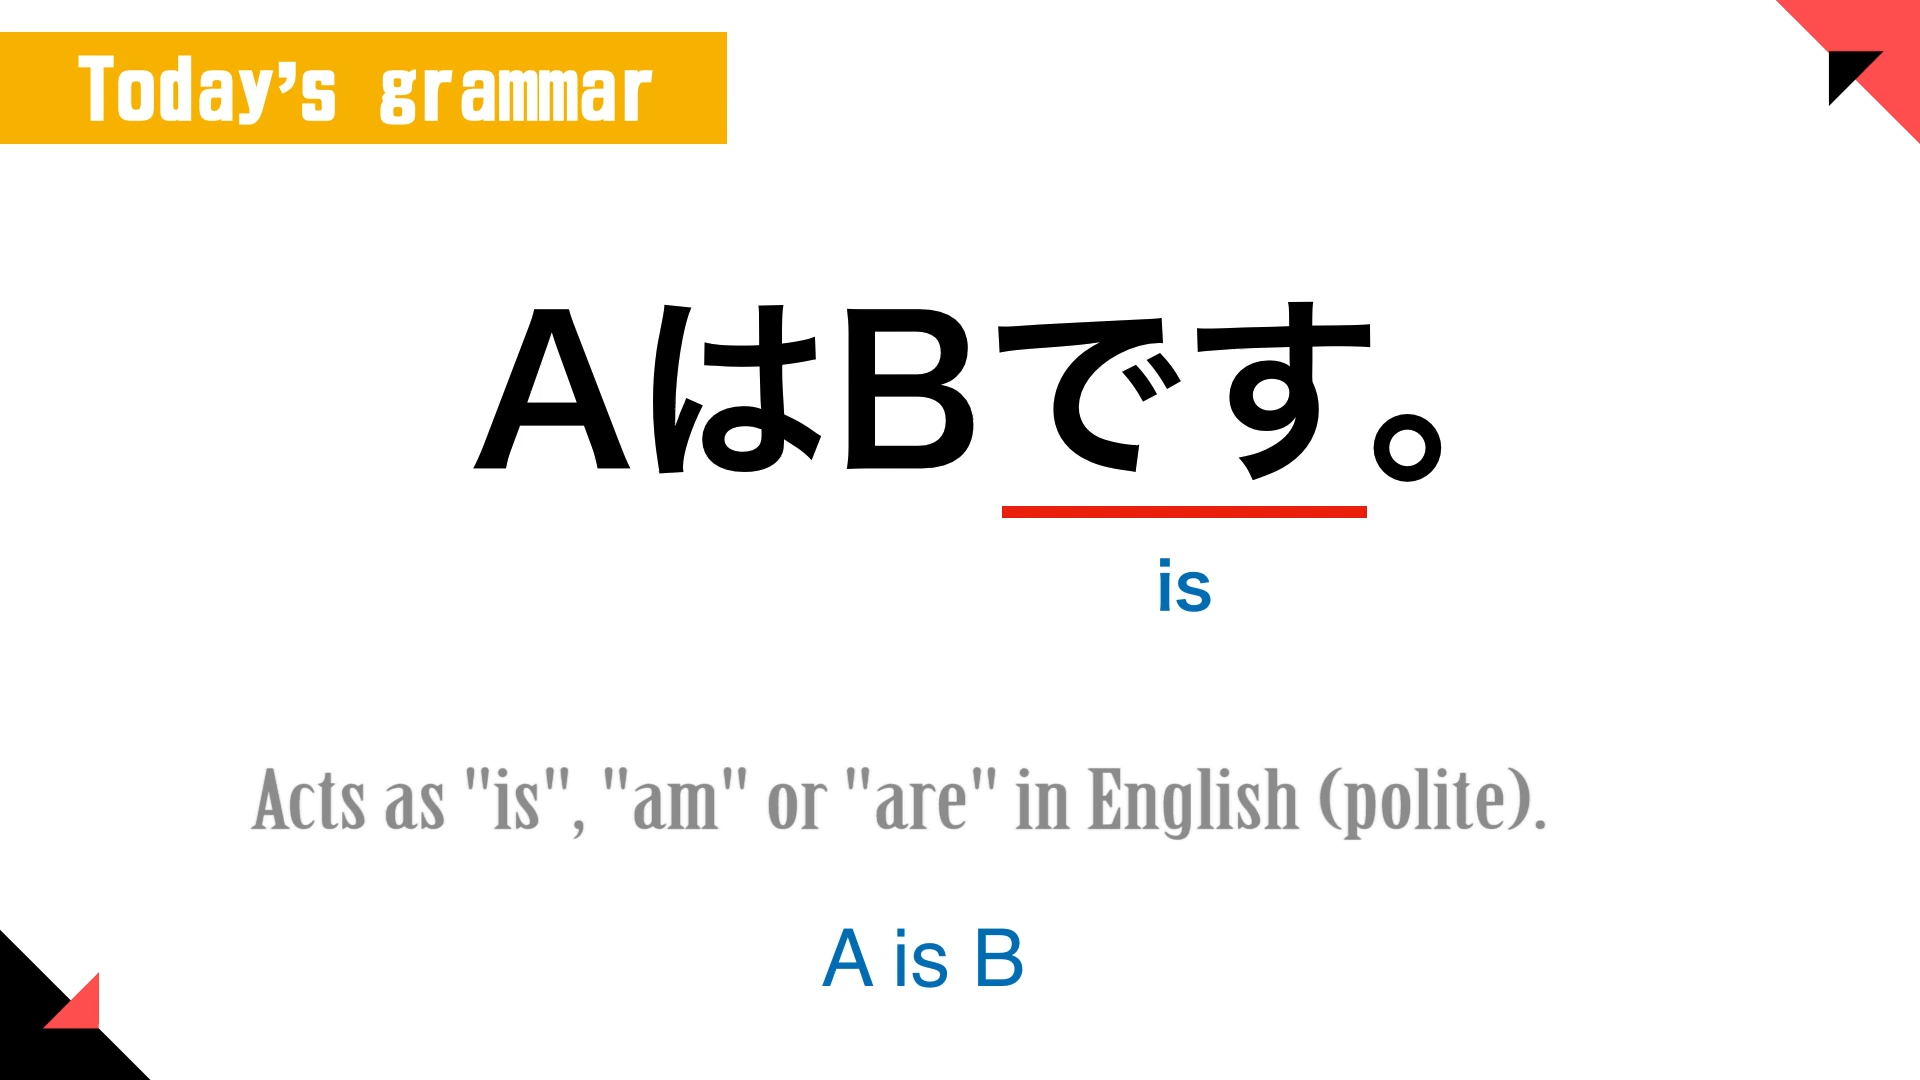 Today's grammar
AはBです。
is
Acts as "is", "am" or "are" in English (polite).
A is B